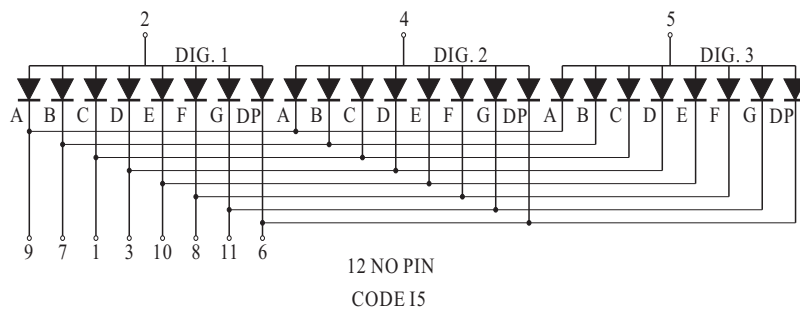 2 4 5
DIG. 1 DIG. 2 DIG. 3
A B C D E F G DP A B C D E F G DP A B C D E F G DP
9 7 1 3 10 8 11 6
12 NO PIN
CODE I5